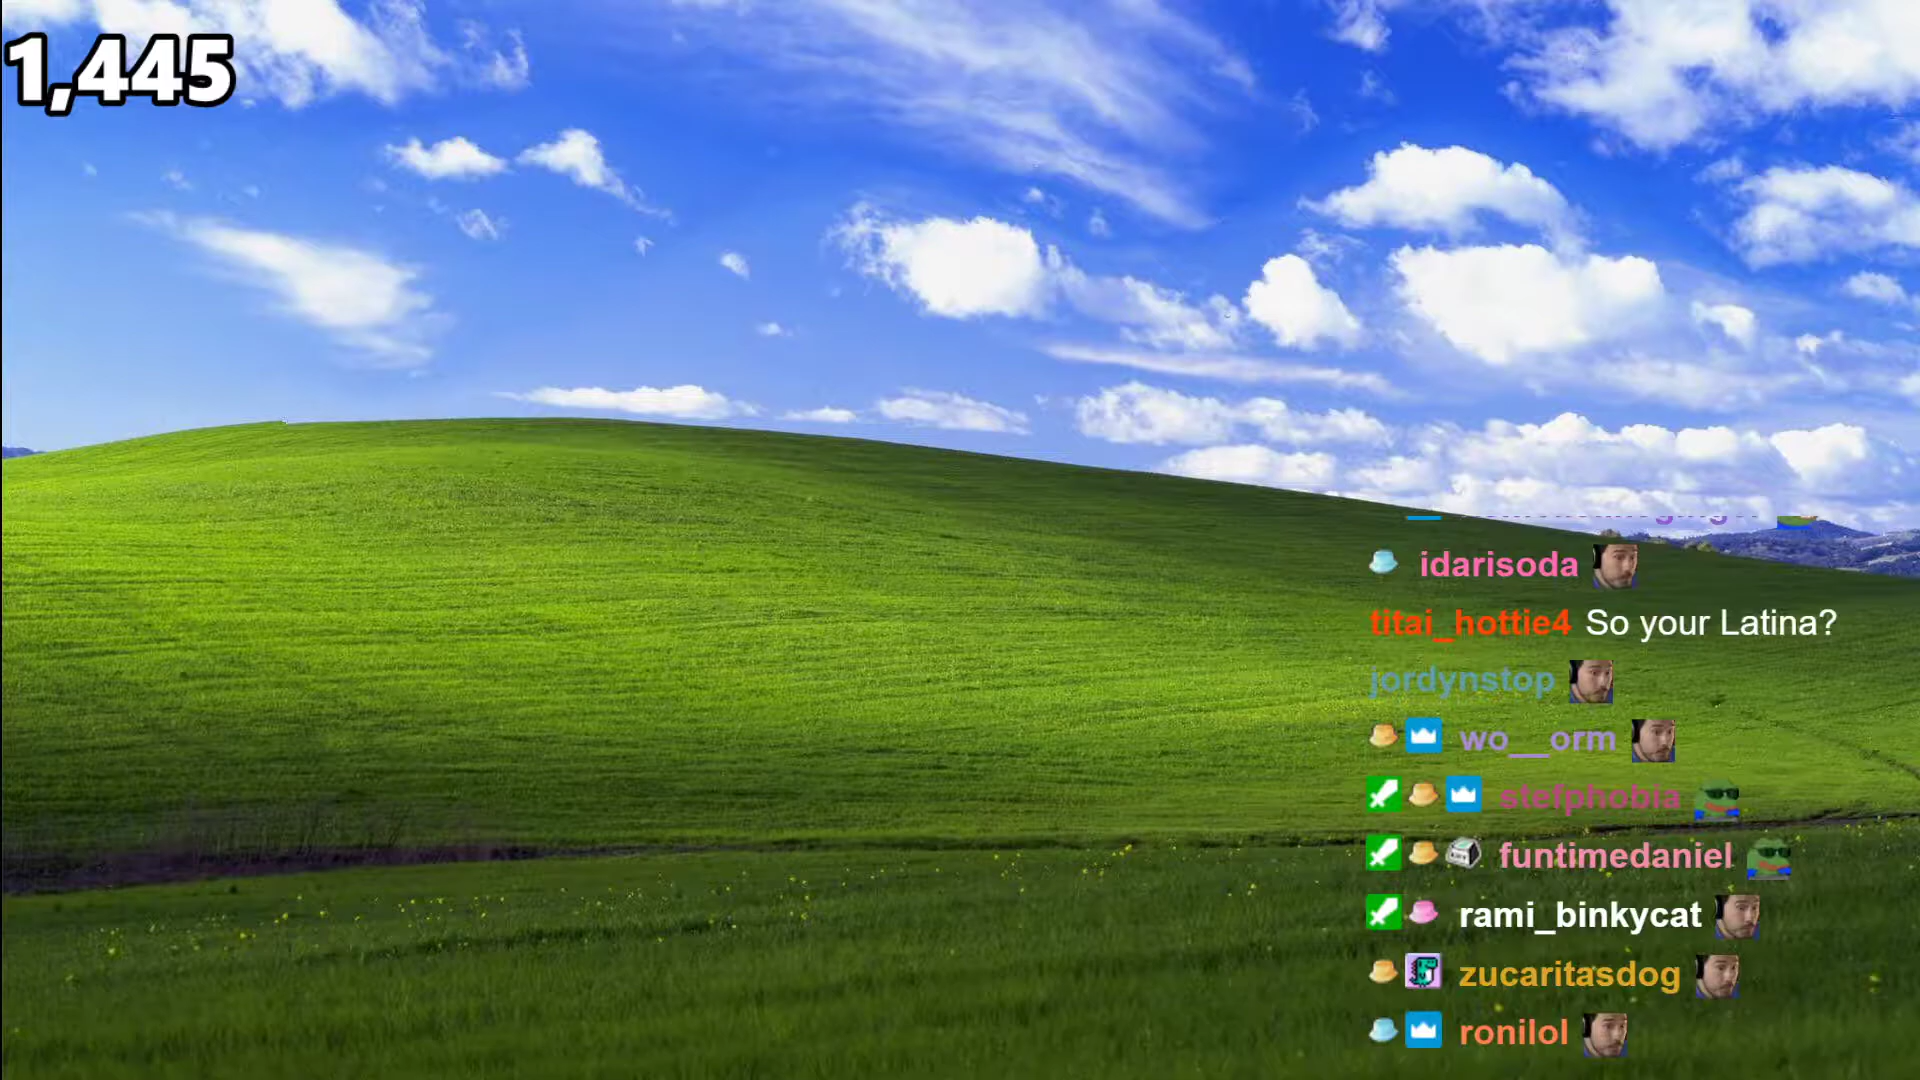 1,445
idarisoda
titai_hottie4 So your Latina?
jordynstop
wo__orm
stefphobia
funtimedaniel
rami_binkycat
zucaritasdog
ronilol